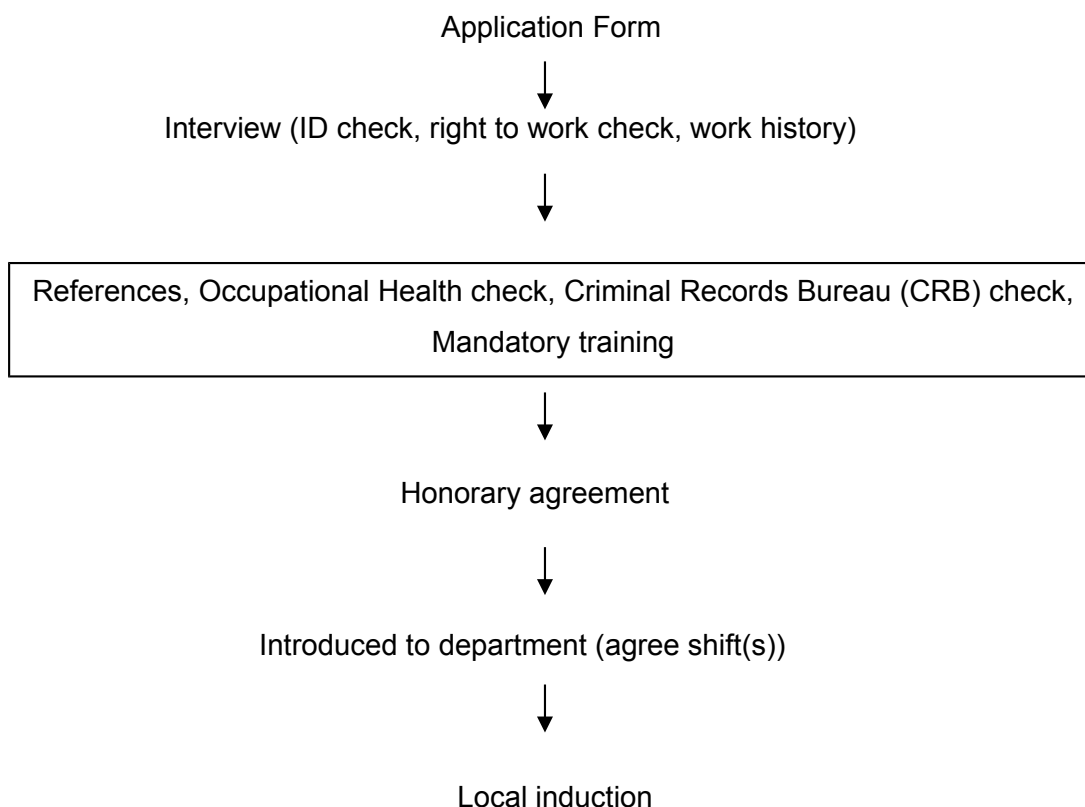 Application Form
Interview (ID check, right to work check, work history)
References, Occupational Health check, Criminal Records Bureau (CRB) check,
Mandatory training
Honorary agreement
Introduced to department (agree shift(s))
Local induction